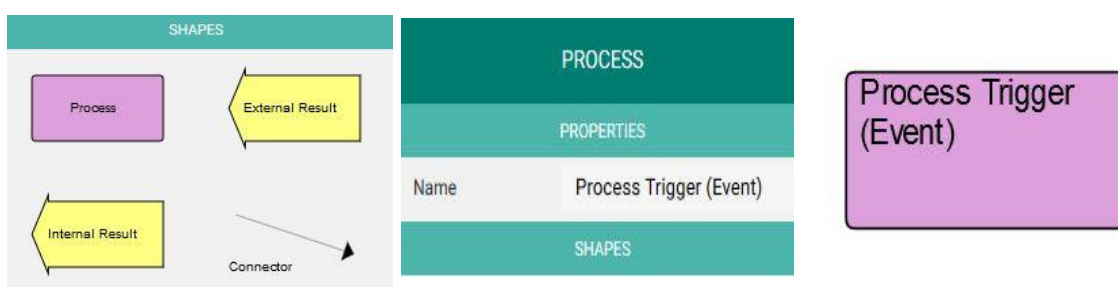 SHAPES
Process
External Result
Internal Result
Connector
PROCESS
PROPERTIES
Name Process Trigger (Event)
SHAPES
Process Trigger
(Event)